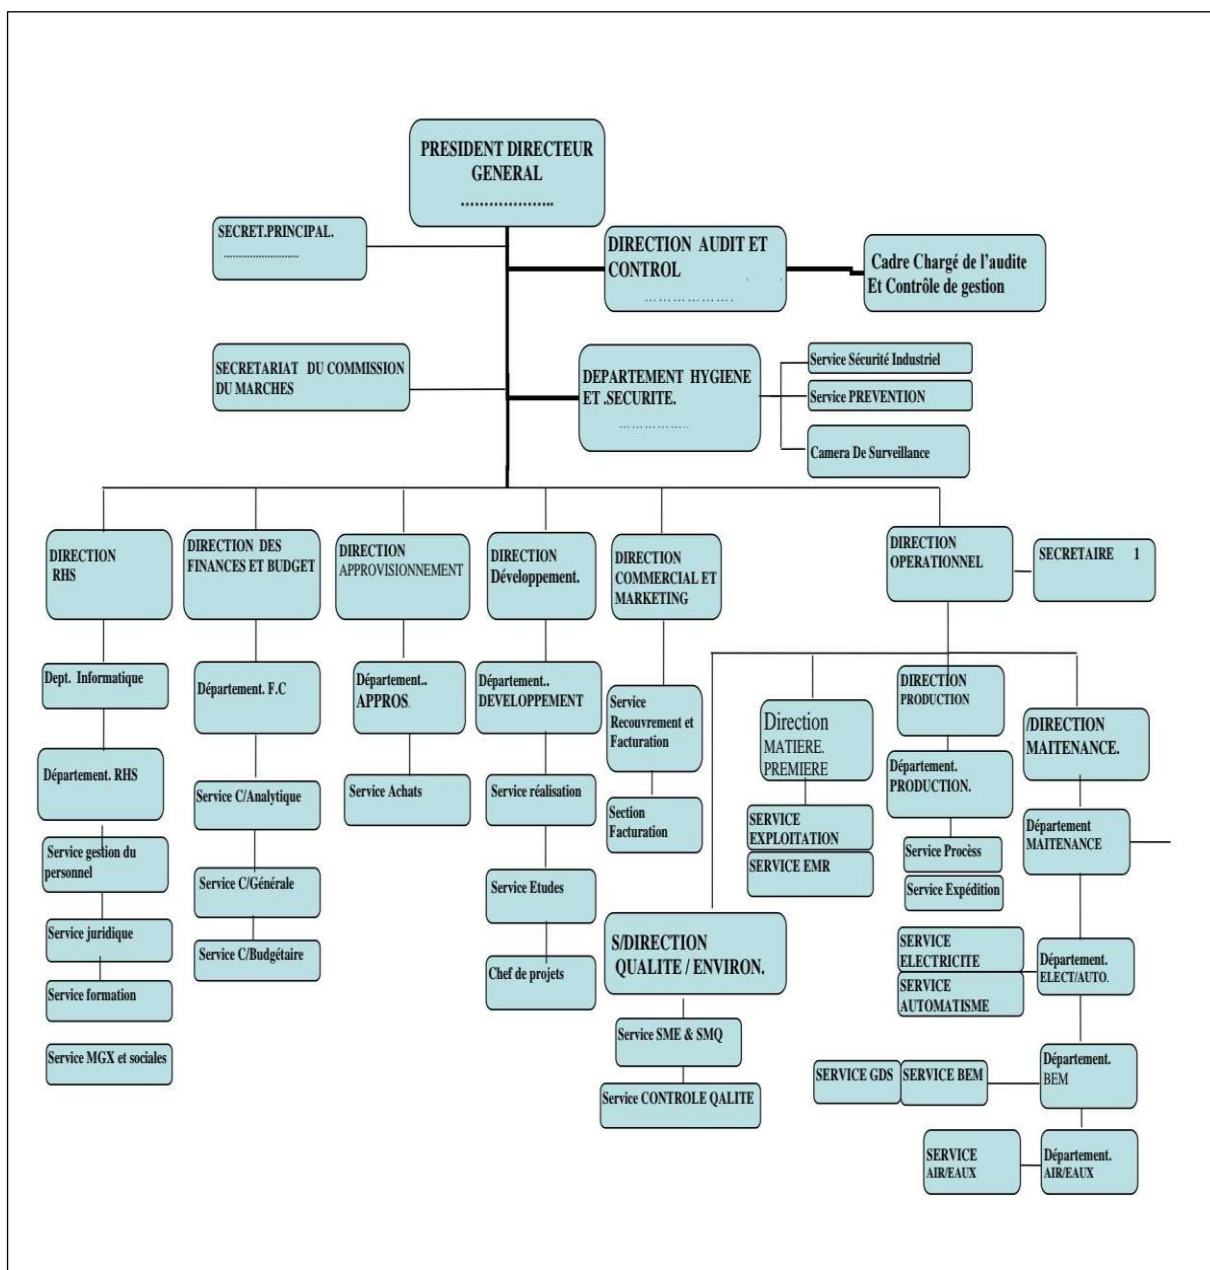 PRESIDENT DIRECTEUR
GENERAL
………………...
SECRET.PRINCIPAL.
..........................
DIRECTION AUDIT ET
CONTROL
……………….
Cadre Chargé de l’audite
Et Contrôle de gestion
SECRETARIAT DU COMMISSION
DU MARCHES
DEPARTEMENT HYGIENE
ET .SECURITE.
……………..
Service Sécurité Industriel
Service PREVENTION
Camera De Surveillance
DIRECTION
RHS
DIRECTION DES
FINANCES ET BUDGET
DIRECTION
APPROVISIONNEMENT
DIRECTION
Développement.
DIRECTION
COMMERCIAL ET
MARKETING
DIRECTION
OPERATIONNEL
SECRETAIRE 1
Dept. Informatique
Département. RHS
Service gestion du
personnel
Service juridique
Service formation
Service MGX et sociales
Département. F.C
Service C/Analytique
Service C/Générale
Service C/Budgétaire
Département..
APPROS.
Service Achats
Département..
DEVELOPPEMENT
Service réalisation
Service Etudes
Chef de projets
Service
Recouvrement et
Facturation
Section
Facturation
S/DIRECTION
QUALITE / ENVIRON.
Service SME & SMQ
Service CONTROLE QALITE
Direction
MATIERE.
PREMIERE
SERVICE
EXPLOITATION
SERVICE EMR
DIRECTION
PRODUCTION
Département.
PRODUCTION.
Service Procèss
Service Expédition
/DIRECTION
MAITENANCE.
Département
MAITENANCE
SERVICE
ELECTRICITE
SERVICE
AUTOMATISME
Département.
ELECT/AUTO.
SERVICE GDS
SERVICE BEM
Département.
BEM
SERVICE
AIR/EAUX
Département.
AIR/EAUX